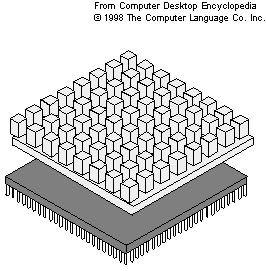 From Computer Desktop Encyclopedia
© 1998 The Computer Language Co. Inc.